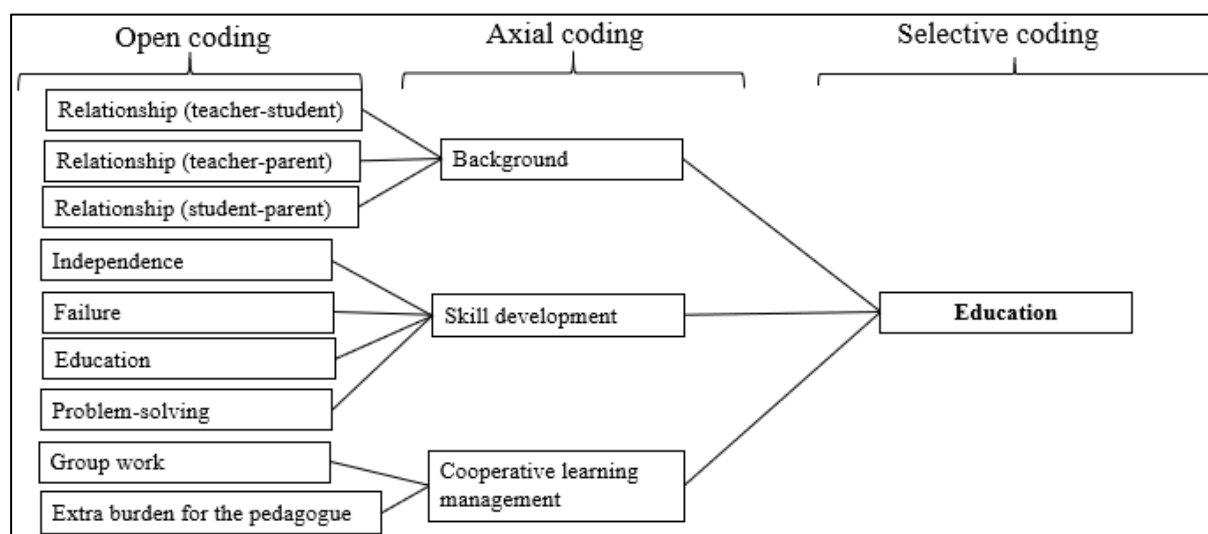 Open coding
Axial coding
Selective coding
Relationship (teacher-student)
Relationship (teacher-parent)
Relationship (student-parent)
Background
Independence
Failure
Education
Problem-solving
Skill development
Education
Group work
Extra burden for the pedagogue
Cooperative learning
management